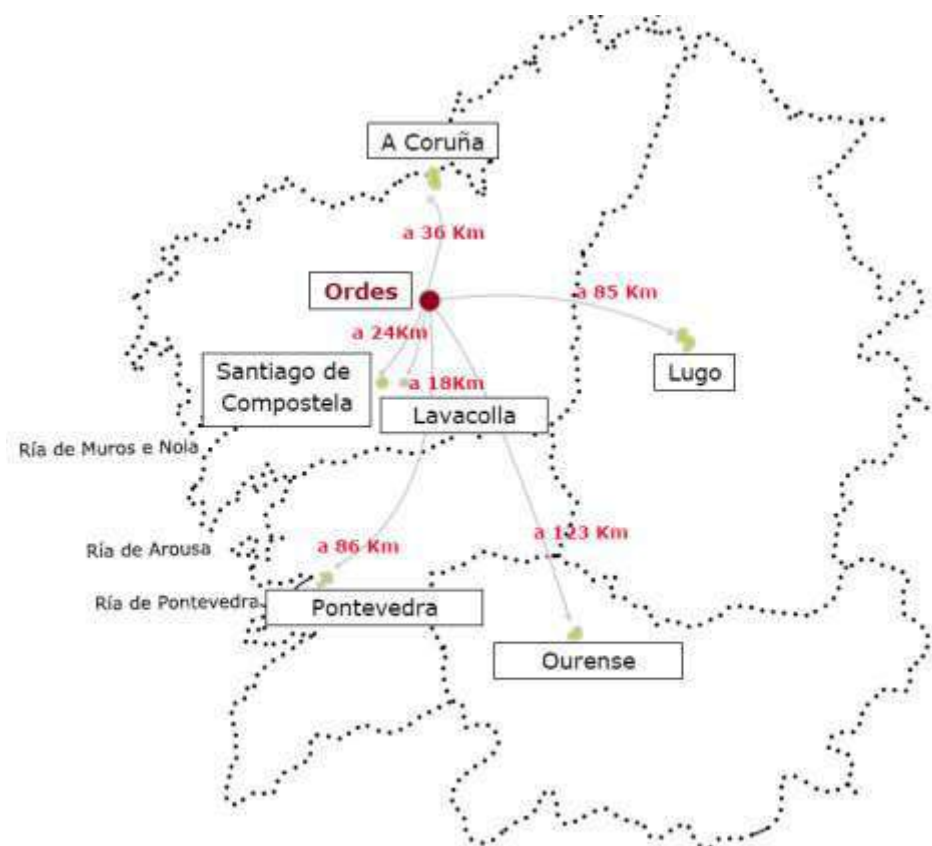 A Coruña
a 36 Km
Ordes
a 85 Km
a 24Km
Santiago de
Compostela
a 18Km
Lugo
Lavacolla
Ría de Muros e Noia
a 123 Km
Ría de Arousa
a 86 Km
Ría de Pontevedra
Pontevedra
Ourense